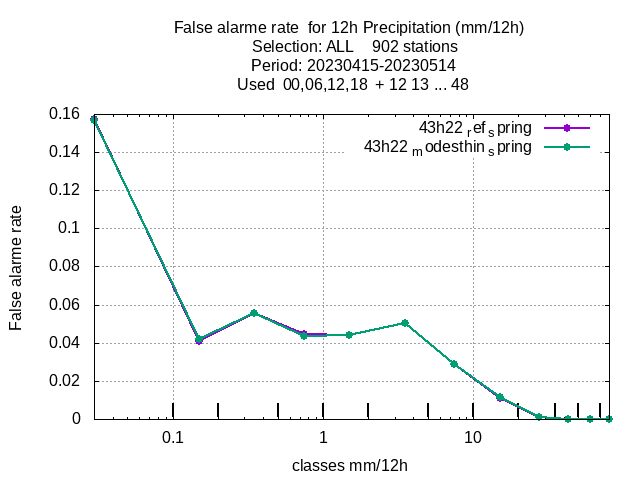 False alarme rate  for 12h Precipitation (mm/12h)
Selection: ALL    902 stations
Period: 20230415-20230514
Used  00,06,12,18  + 12 13 ... 48
43h22 ref spring
43h22 modesthin spring
0.16
0.14
0.12
0.1
0.08
0.06
0.04
0.02
0
False alarme rate
0.1
1
10
classes mm/12h